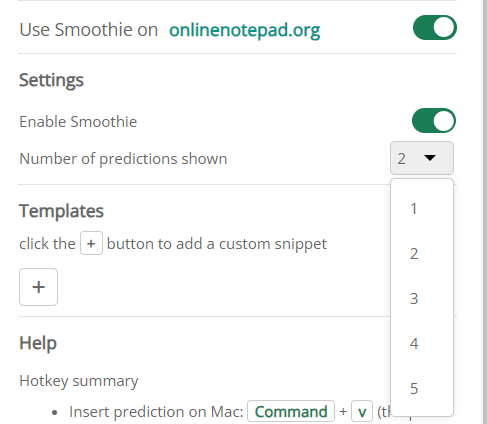 Use Smoothie on onlinenotepad.org
Settings
Enable Smoothie
Number of predictions shown 2
1
2
3
4
5
Templates
click the + button to add a custom snippet
+
Help
Hotkey summary
• Insert prediction on Mac: Command + v